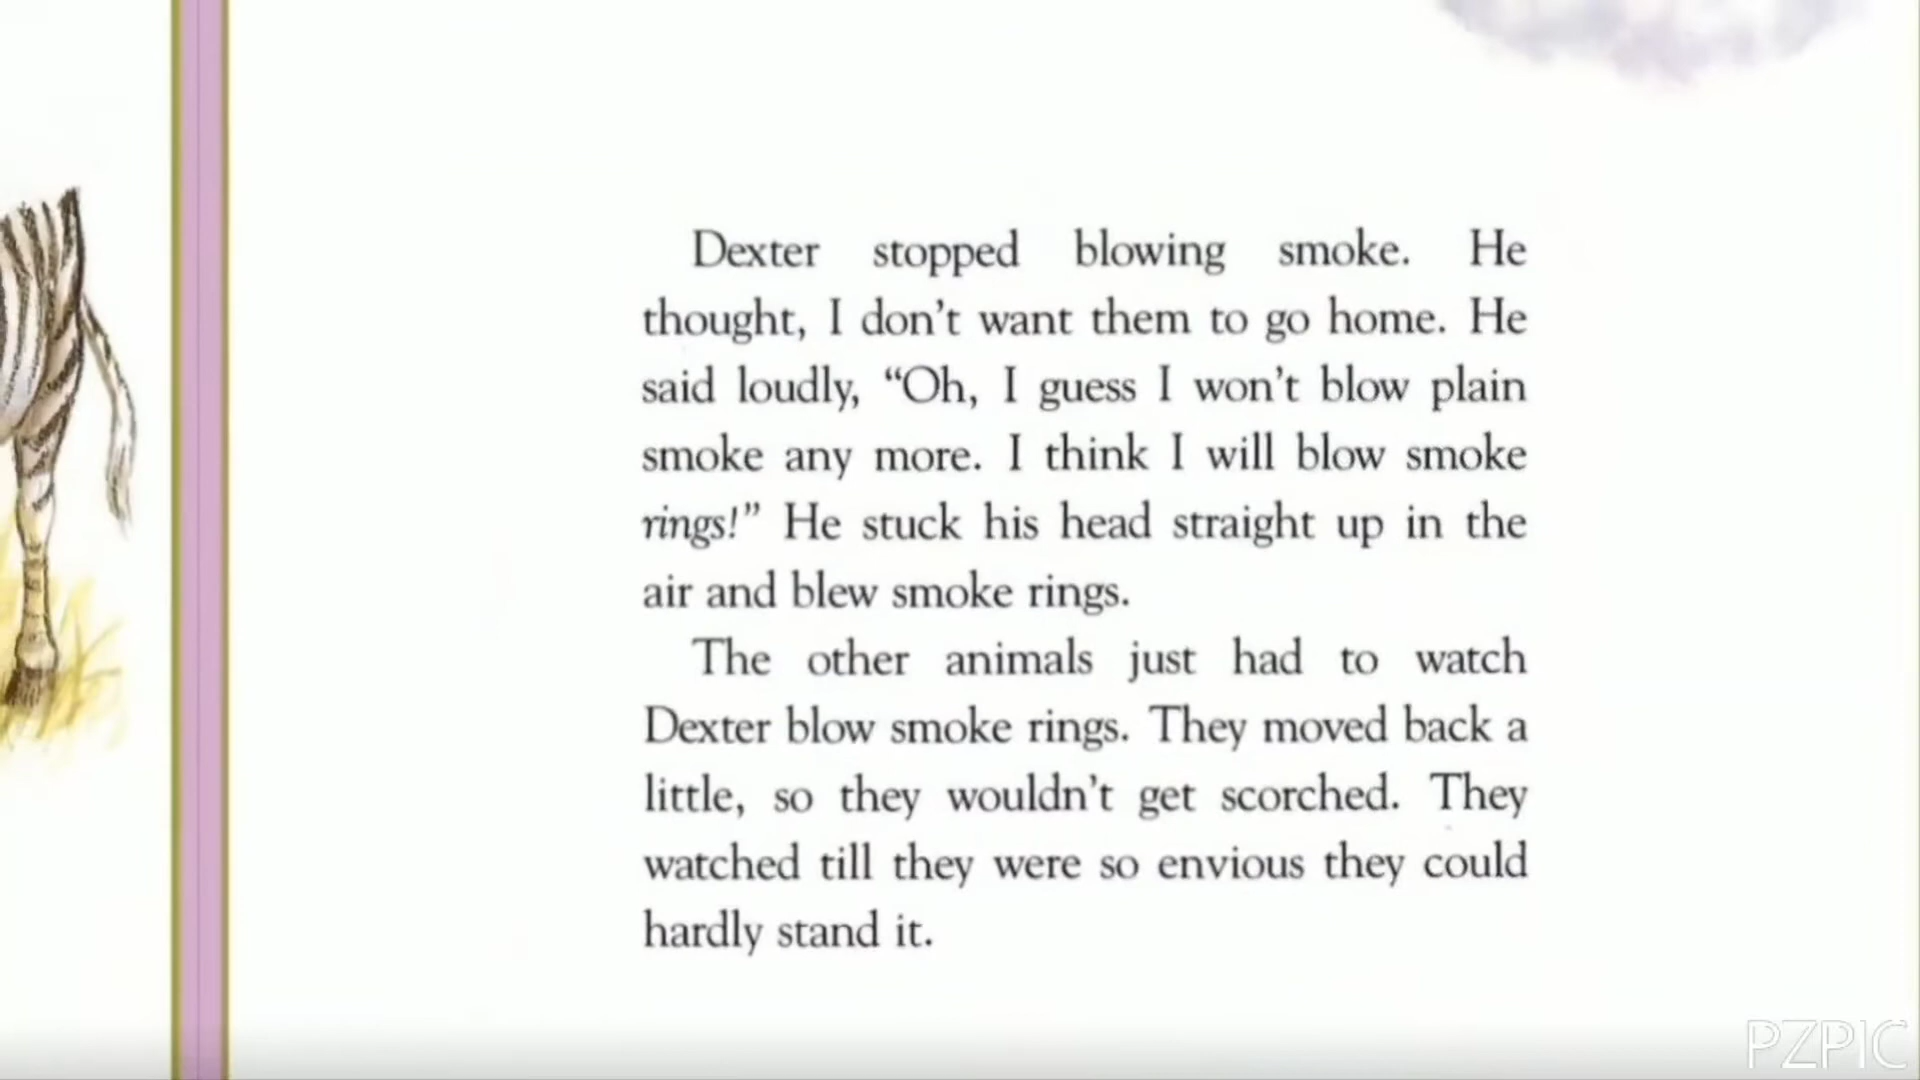 Dexter stopped blowing smoke. He
thought, I don't want them to go home. He
said loudly, “Oh, I guess I won't blow plain
smoke any more. I think I will blow smoke
rings!” He stuck his head straight up in the
air and blew smoke rings.
The other animals just had to watch
Dexter blow smoke rings. They moved back a
little, so they wouldn't get scorched. They
watched till they were so envious they could
hardly stand it.
PZPIC